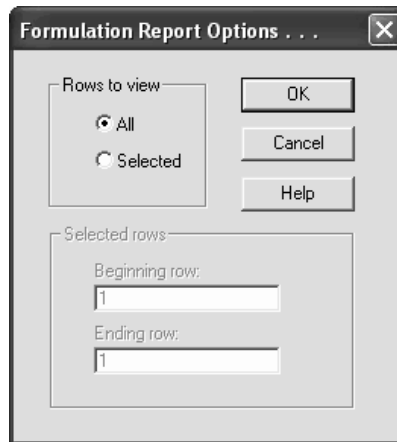 Formulation Report Options . . .
Rows to view
All
Selected
OK
Cancel
Help
Selected rows
Beginning row:
1
Ending row:
1